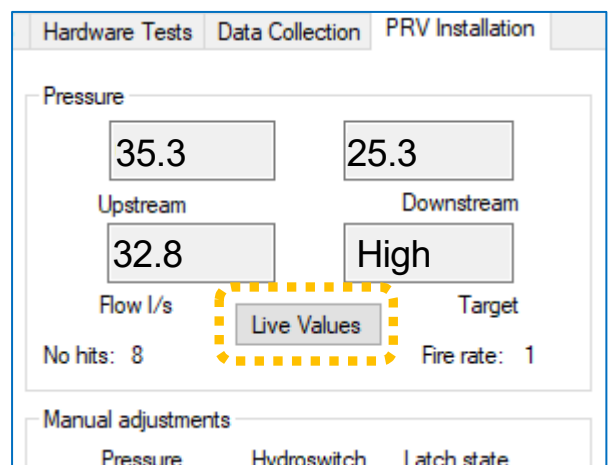 Hardware Tests Data Collection PRV Installation
Pressure
35.3 25.3
Upstream Downstream
32.8 High
Flow l/s Target
Live Values
No hits: 8 Fire rate: 1
Manual adjustments
Pressure Hydroswitch Latch state